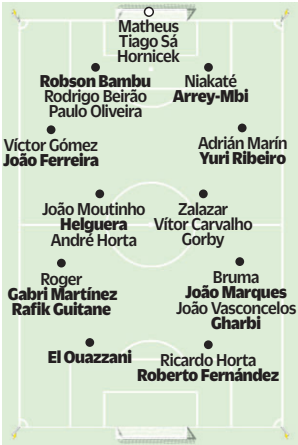 Matheus
Tiago Sá
Hornicek
Robson Bambu
Rodrigo Beirão
Paulo Oliveira
Niakaté
Arrey-Mbi
Víctor Gómez
João Ferreira
Adrián Marín
Yuri Ribeiro
João Moutinho
Helguera
André Horta
Zalazar
Vítor Carvalho
Gorby
Roger
Gabri Martínez
Rafik Guitane
Bruma
João Marques
João Vasconcelos
Gharbi
El Ouazzani
Ricardo Horta
Roberto Fernández